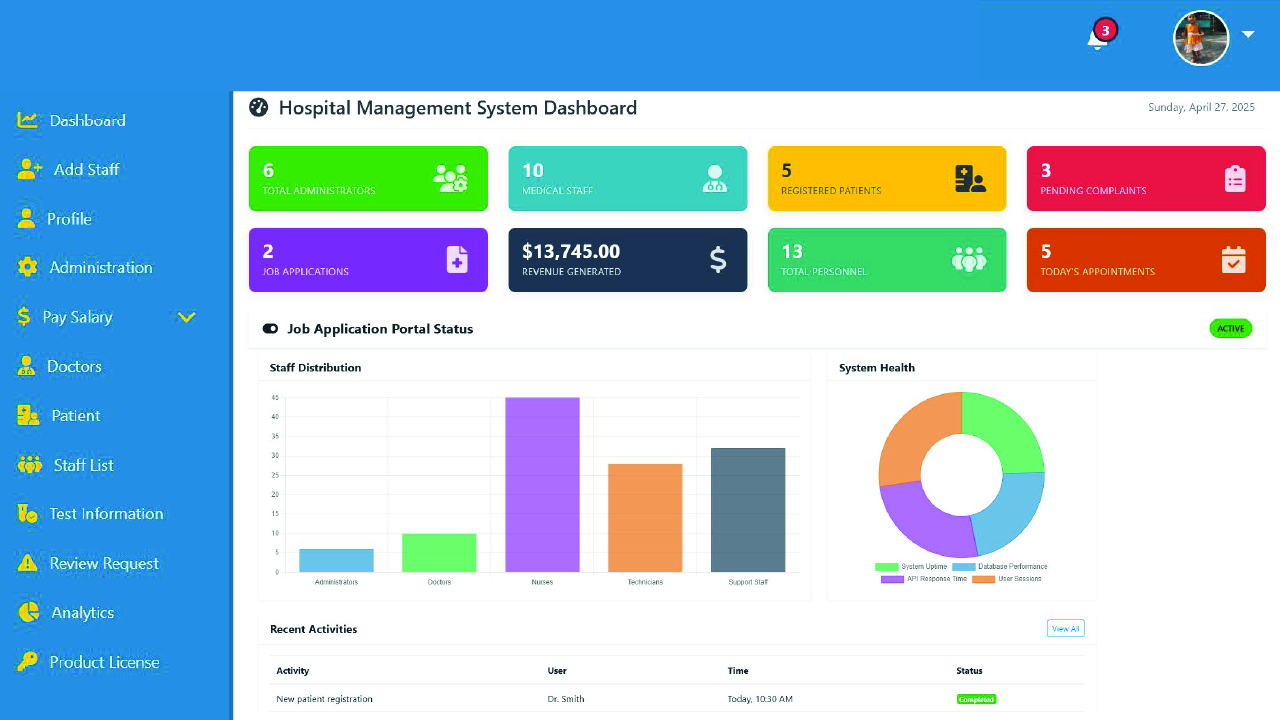 3
Dashboard
Add Staff
Profile
Administration
Pay Salary
Doctors
Patient
Staff List
Test Information
Review Request
Analytics
Product License
Hospital Management System Dashboard
Sunday, April 27, 2025
6
TOTAL ADMINISTRATORS
10
MEDICAL STAFF
5
REGISTERED PATIENTS
3
PENDING COMPLAINTS
2
JOB APPLICATIONS
$13,745.00
REVENUE GENERATED
13
TOTAL PERSONNEL
5
TODAY'S APPOINTMENTS
Job Application Portal Status
ACTIVE
Staff Distribution
45
40
35
30
25
20
15
10
5
0
Administrators Doctors Nurses Technicians Support Staff
System Health
System Uptime Database Performance
API Response Time User Sessions
Recent Activities
View All
Activity User Time Status
New patient registration Dr. Smith Today, 10:30 AM Completed